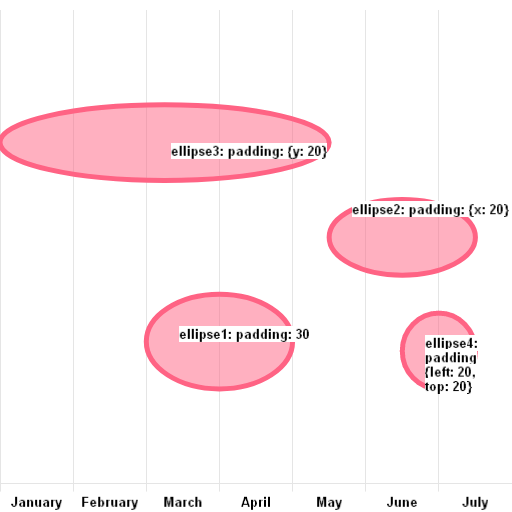 ellipse3: padding: {y: 20}
ellipse2: padding: {x: 20}
ellipse1: padding: 30
ellipse4:
padding:
{left: 20,
top: 20}
January February March April May June July